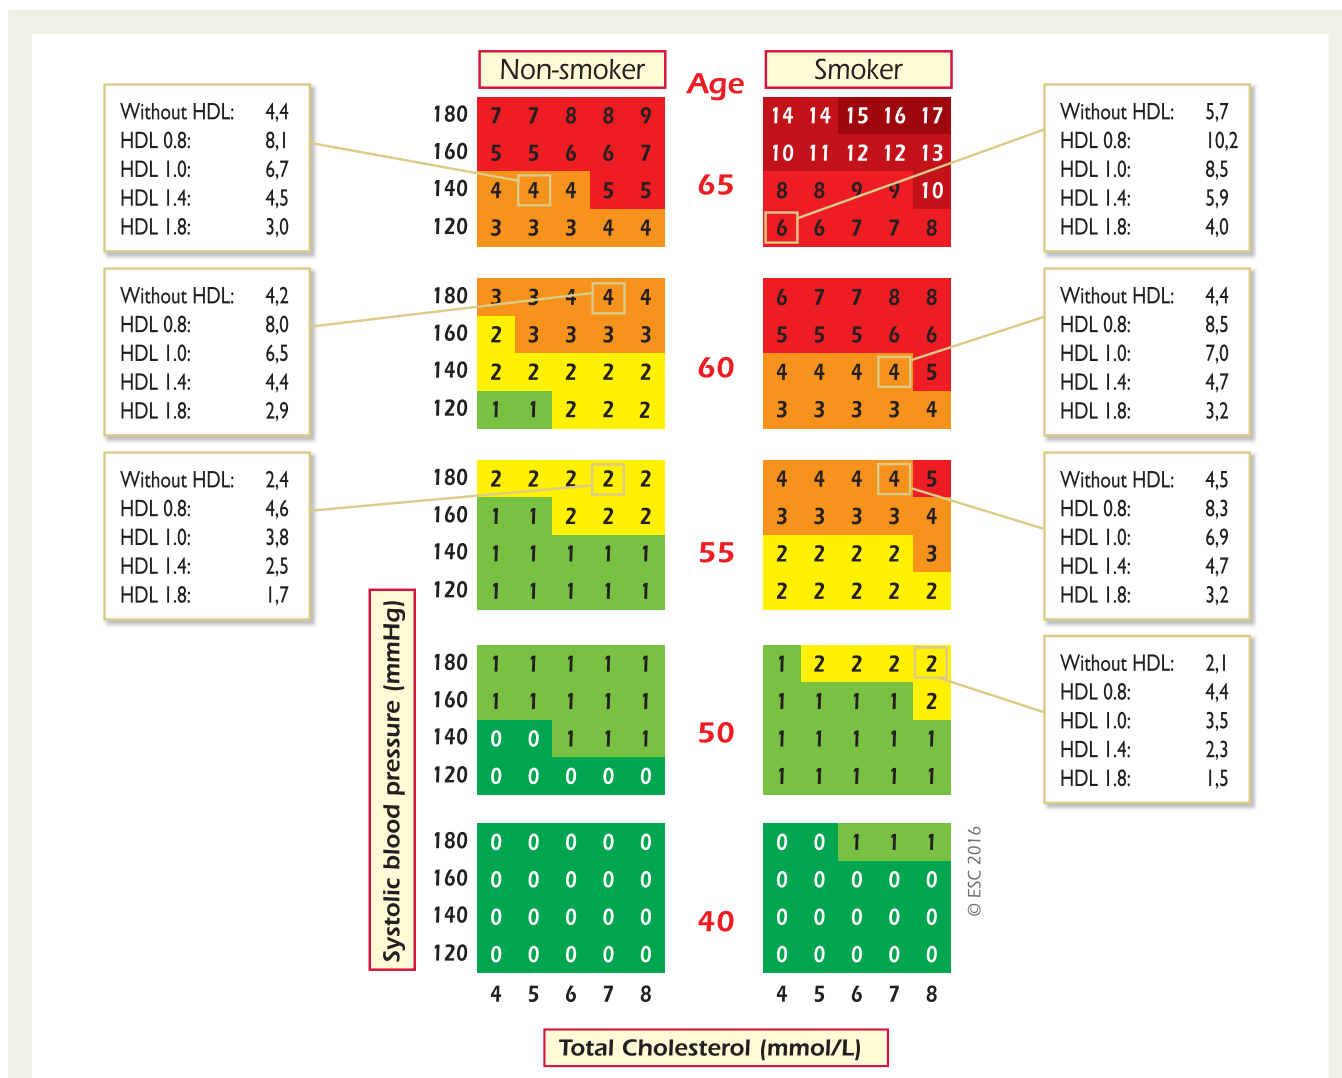 Non-smoker Age Smoker
Without HDL: 4,4
HDL 0.8: 8,1
HDL 1.0: 6,7
HDL 1.4: 4,5
HDL 1.8: 3,0
180 7 7 8 8 9 14 14 15 16 17
160 5 5 6 6 7 10 11 12 12 13
65
140 4 4 4 5 5 8 8 9 9 10
120 3 3 3 4 4 6 6 7 7 8
Without HDL: 5,7
HDL 0.8: 10,2
HDL 1.0: 8,5
HDL 1.4: 5,9
HDL 1.8: 4,0
Without HDL: 4,2
HDL 0.8: 8,0
HDL 1.0: 6,5
HDL 1.4: 4,4
HDL 1.8: 2,9
180 3 3 4 4 4 6 7 7 8 8
160 2 3 3 3 3 5 5 5 6 6
60
140 2 2 2 2 2 4 4 4 4 5
120 1 1 2 2 2 3 3 3 3 4
Without HDL: 4,4
HDL 0.8: 8,5
HDL 1.0: 7,0
HDL 1.4: 4,7
HDL 1.8: 3,2
Without HDL: 2,4
HDL 0.8: 4,6
HDL 1.0: 3,8
HDL 1.4: 2,5
HDL 1.8: 1,7
180 2 2 2 2 2 4 4 4 4 5
160 1 1 2 2 2 3 3 3 3 4
55
140 1 1 1 1 1 2 2 2 2 3
120 1 1 1 1 1 2 2 2 2 2
Without HDL: 4,5
HDL 0.8: 8,3
HDL 1.0: 6,9
HDL 1.4: 4,7
HDL 1.8: 3,2
Systolic blood pressure (mmHg)
180 1 1 1 1 1 1 2 2 2 2
160 1 1 1 1 1 1 1 1 1 2
50
140 0 0 1 1 1 1 1 1 1 1
120 0 0 0 0 0 1 1 1 1 1
Without HDL: 2,1
HDL 0.8: 4,4
HDL 1.0: 3,5
HDL 1.4: 2,3
HDL 1.8: 1,5
180 0 0 0 0 0 0 0 1 1 1
160 0 0 0 0 0 0 0 0 0 0
40
140 0 0 0 0 0 0 0 0 0 0
120 0 0 0 0 0 0 0 0 0 0
© ESC 2016
4 5 6 7 8 4 5 6 7 8
Total Cholesterol (mmol/L)